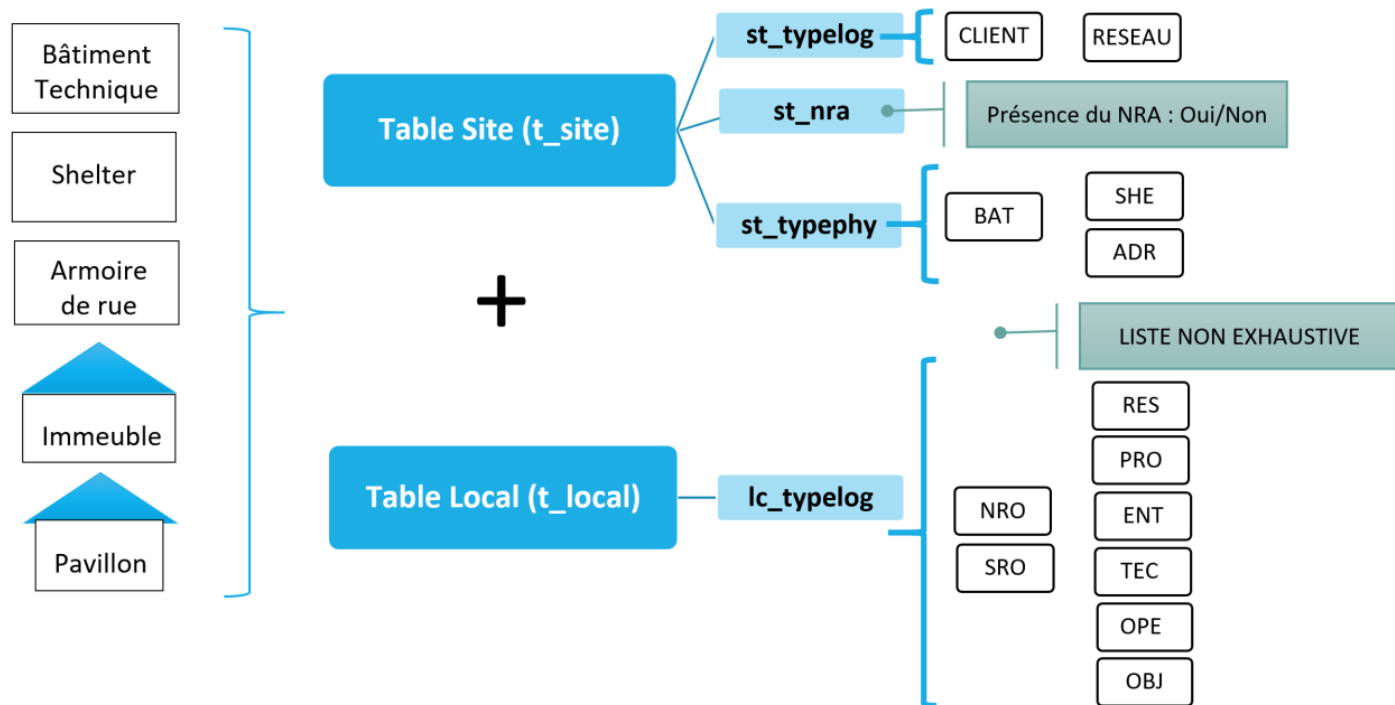 Bâtiment
Technique
Shelter
Armoire
de rue
Immeuble
Pavillon
Table Site (t_site)
st_typelog
CLIENT
RESEAU
st_nra
Présence du NRA : Oui/Non
st_typephy
BAT
SHE
ADR
+
LISTE NON EXHAUSTIVE
Table Local (t_local)
lc_typelog
NRO
SRO
RES
PRO
ENT
TEC
OPE
OBJ